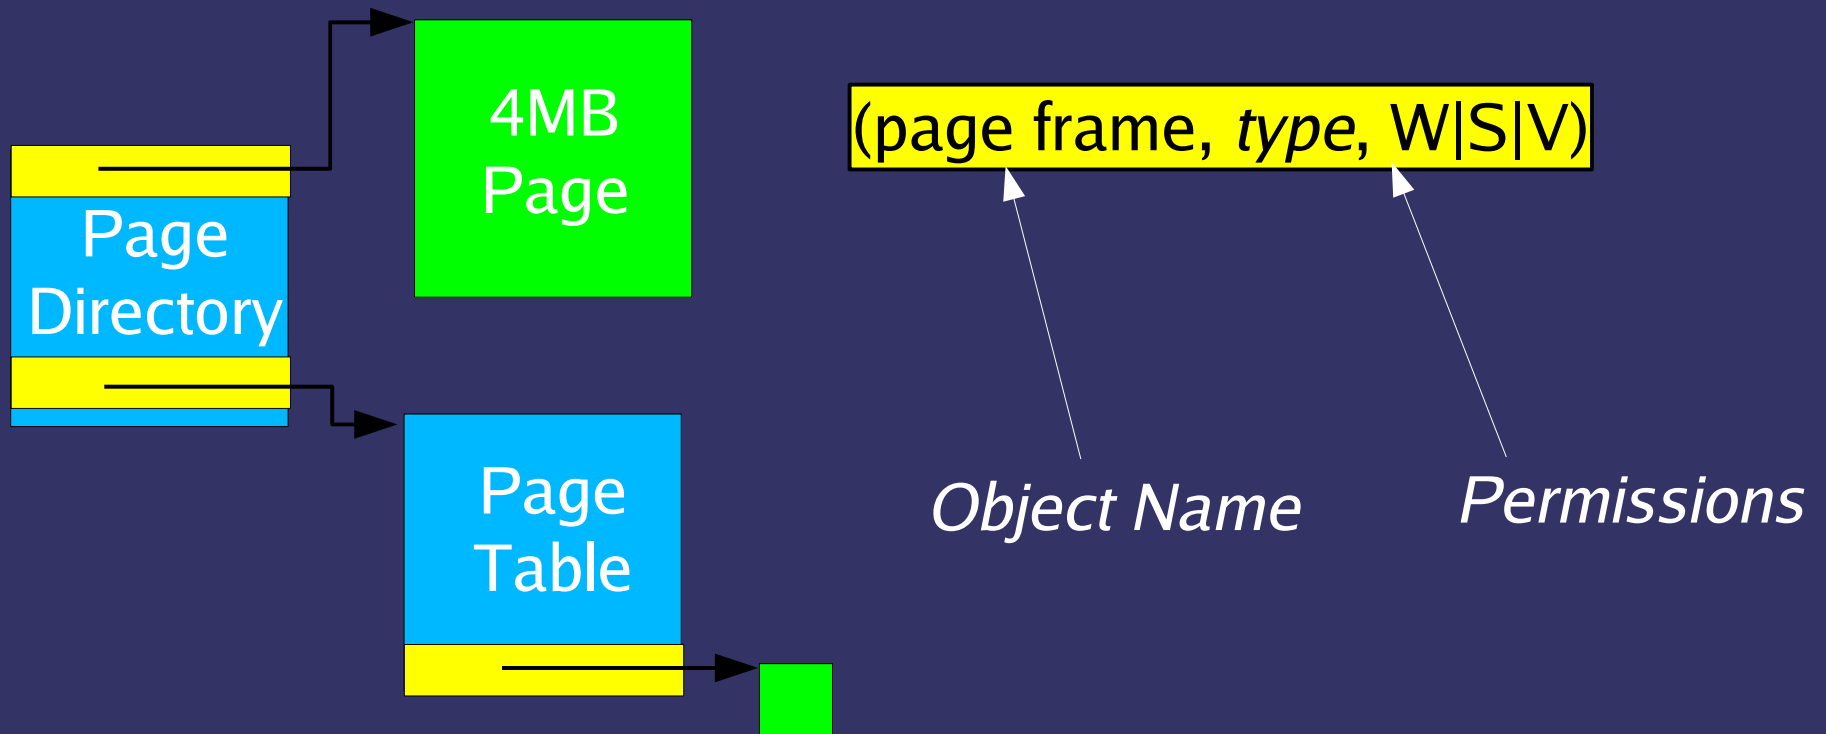 4MB
Page
(page frame, type, W|S|V)
Page
Directory
Page
Table
Object Name
Permissions